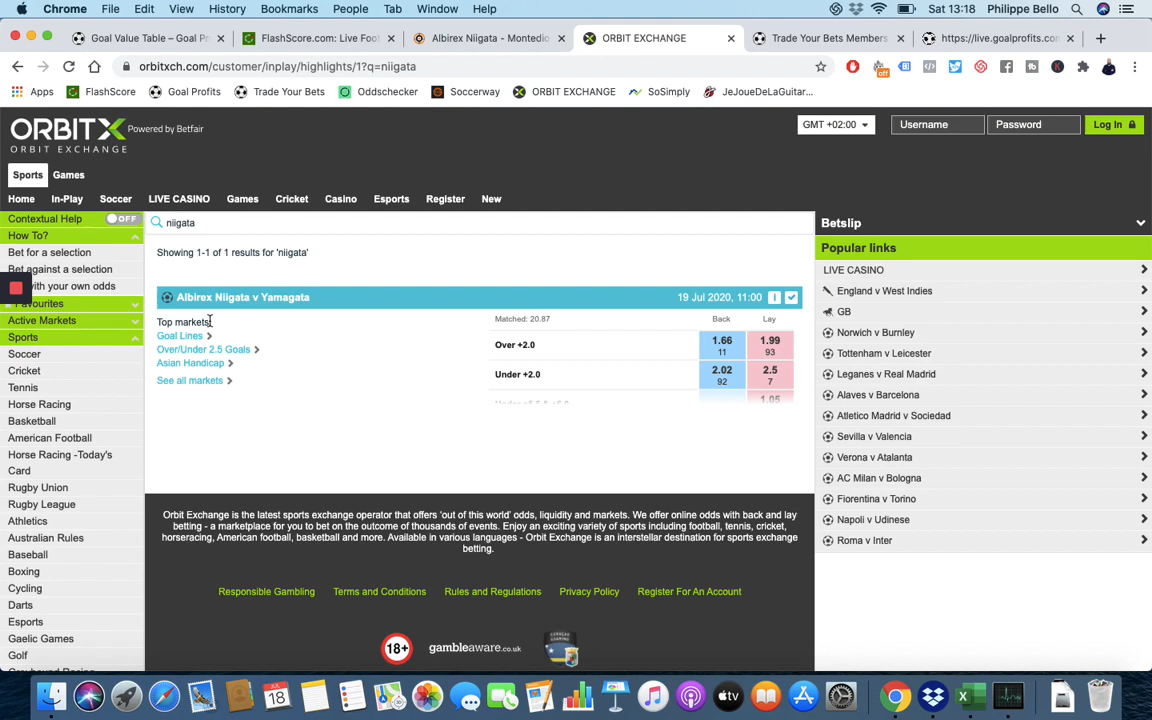 Chrome File Edit View History Bookmarks People Tab Window Help Sat 13:18 Philippe Bello
Goal Value Table – Goal Pr
FlashScore.com: Live Foot
Albirex Niigata - Montedio
ORBIT EXCHANGE
Trade Your Bets Members
https://live.goalprofits.com
orbitxch.com/customer/inplay/highlights/1?q=niigata
off
Apps FlashScore Goal Profits Trade Your Bets Oddschecker Soccerway ORBIT EXCHANGE SoSimply JeJoueDeLaGuitar...
ORBITX Powered by Betfair
ORBIT EXCHANGE
GMT +02:00 Username Password Log In
Sports Games
Home In-Play Soccer LIVE CASINO Games Cricket Casino Esports Register New
Contextual Help OFF
How To?
Bet for a selection
Bet against a selection
with your own odds
Favourites
Active Markets
Sports
Soccer
Cricket
Tennis
Horse Racing
Basketball
American Football
Horse Racing -Today's
Card
Rugby Union
Rugby League
Athletics
Australian Rules
Baseball
Boxing
Cycling
Darts
Esports
Gaelic Games
Golf
Greyhound Racing
niigata
Showing 1-1 of 1 results for 'niigata'
Albirex Niigata v Yamagata 19 Jul 2020, 11:00 i
Top markets
Goal Lines
Over/Under 2.5 Goals
Asian Handicap
See all markets
Matched: 20.87 Back Lay
Over +2.0 1.66 1.99
11 93
Under +2.0 2.02 2.5
92 7
1.05
Orbit Exchange is the latest sports exchange operator that offers 'out of this world' odds, liquidity and markets. We offer online odds with back and lay
betting - a marketplace for you to bet on the outcome of thousands of events. Enjoy an exciting variety of sports including football, tennis, cricket,
horseracing, American football, basketball and more. Available in various languages - Orbit Exchange is an interstellar destination for sports exchange
betting.
Responsible Gambling Terms and Conditions Rules and Regulations Privacy Policy Register For An Account
18+ gambleaware.co.uk
Betslip
Popular links
LIVE CASINO
England v West Indies
GB
Norwich v Burnley
Tottenham v Leicester
Leganes v Real Madrid
Alaves v Barcelona
Atletico Madrid v Sociedad
Sevilla v Valencia
Verona v Atalanta
AC Milan v Bologna
Fiorentina v Torino
Napoli v Udinese
Roma v Inter
JUL
18
tv